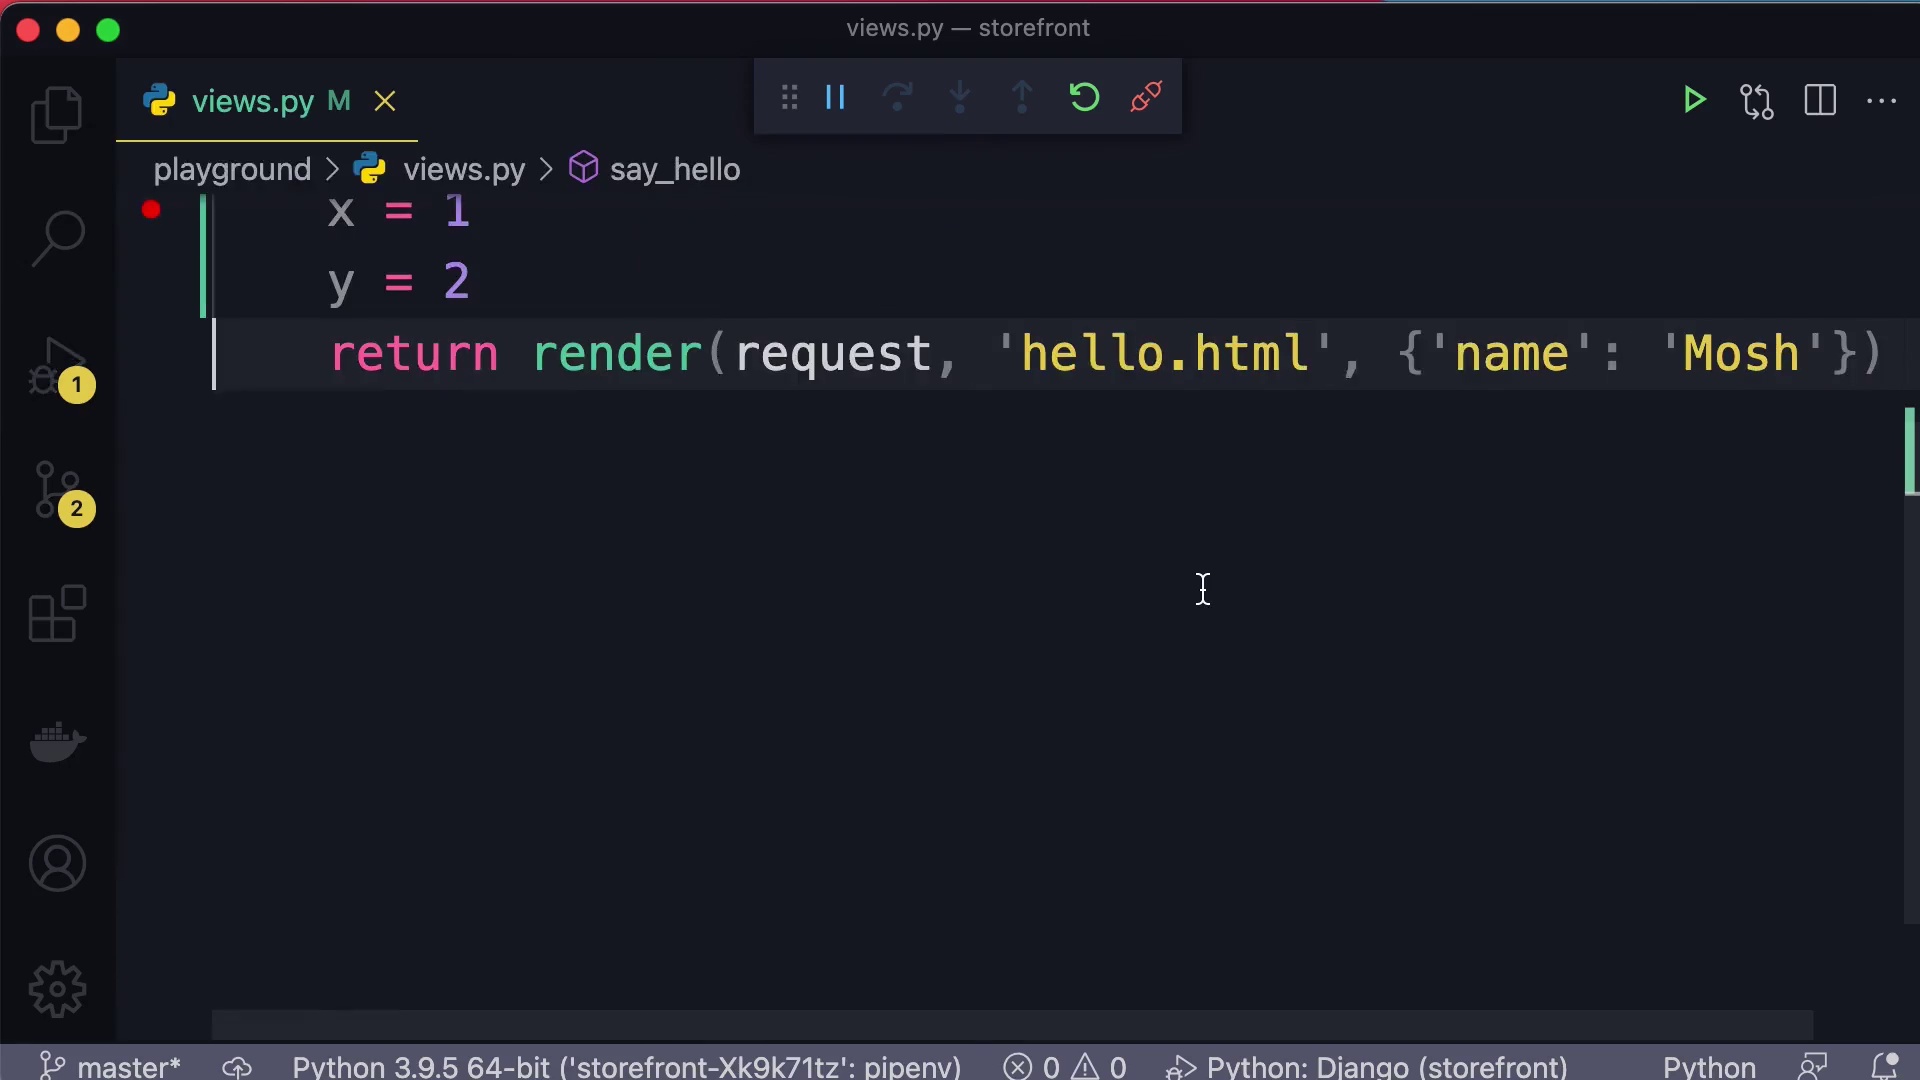 views.py — storefront
views.py M
playground > views.py > say_hello
x = 1
y = 2
return render(request, 'hello.html', {'name': 'Mosh'})
1
2
master* Python 3.9.5 64-bit ('storefront-Xk9k71tz': pipenv) 0 0 Python: Django (storefront) Python